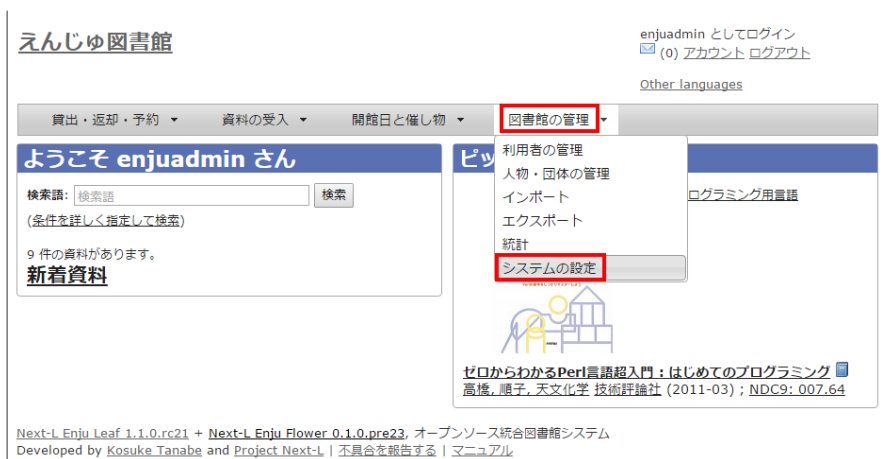 えんじゅ図書館
enjuadmin としてログイン
(0) アカウント ログアウト
Other languages
貸出・返却・予約 ▼ 資料の受入 ▼ 開館日と催し物 ▼ 図書館の管理 ▼
ようこそ enjuadmin さん
検索語: 検索語 検索
(条件を詳しく指定して検索)
9 件の資料があります。
新着資料
利用者の管理
人物・団体の管理
インポート
エクスポート
統計
システムの設定
ピッ
ログラミング用言語
ゼロからわかるPerl言語超入門 : はじめてのプログラミング
高橋, 順子, 天文化学 技術評論社 (2011-03) ; NDC9: 007.64
Next-L Enju Leaf 1.1.0.rc21 + Next-L Enju Flower 0.1.0.pre23, オープンソース統合図書館システム
Developed by Kosuke Tanabe and Project Next-L | 不具合を報告する | マニュアル